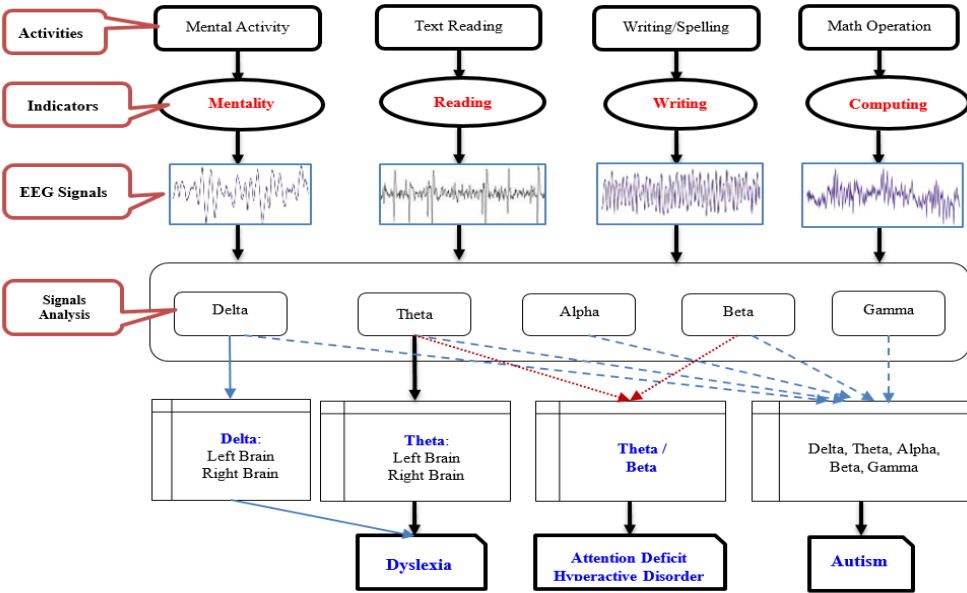 Activities
Mental Activity
Text Reading
Writing/Spelling
Math Operation
Indicators
Mentality
Reading
Writing
Computing
EEG Signals
Signals
Analysis
Delta
Theta
Alpha
Beta
Gamma
Delta:
Left Brain
Right Brain
Theta:
Left Brain
Right Brain
Theta /
Beta
Delta, Theta, Alpha,
Beta, Gamma
Dyslexia
Attention Deficit
Hyperactive Disorder
Autism